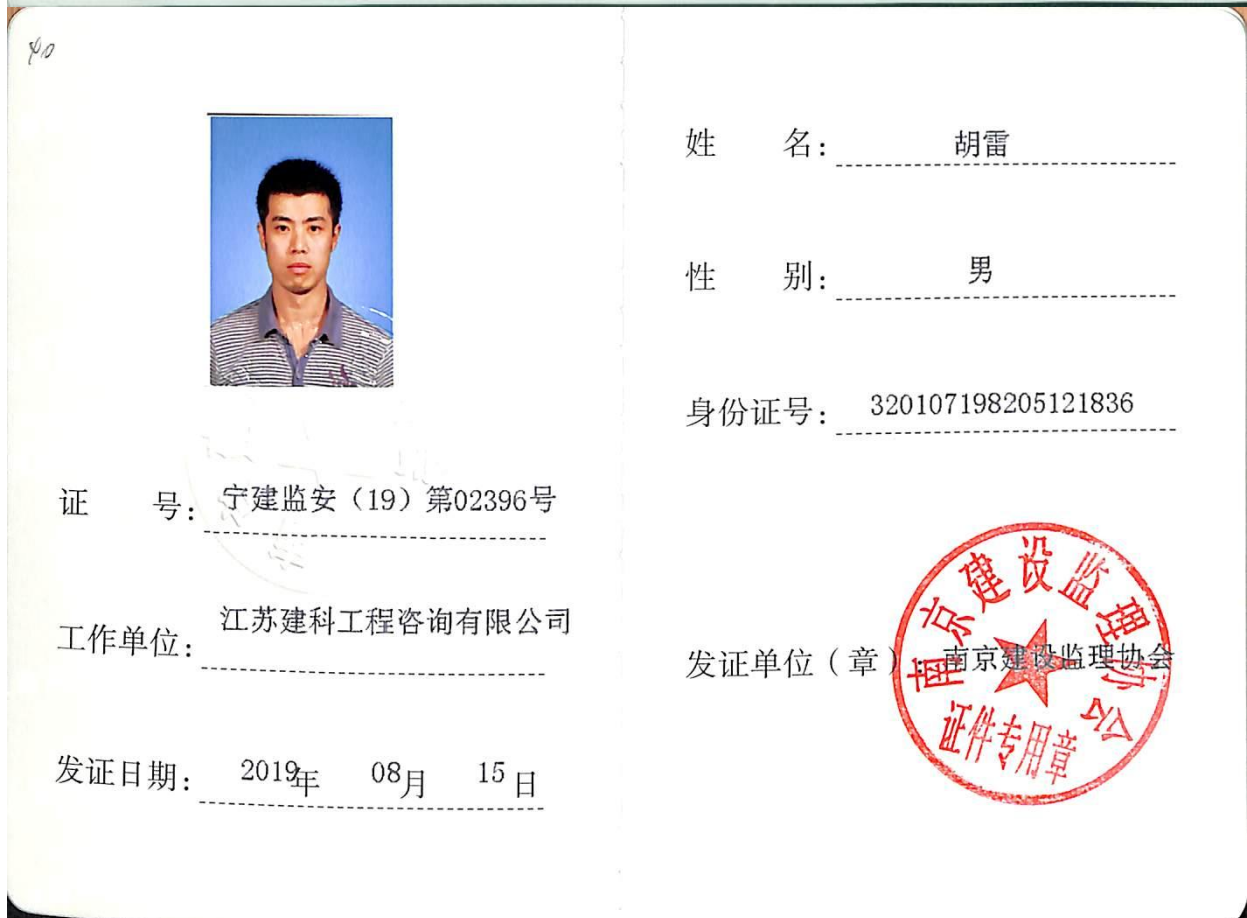 证 号：宁建监安（19）第02396号
工作单位：江苏建科工程咨询有限公司
发证日期：2019年 08月 15日
姓 名：胡雷
性 别：男
身份证号：320107198205121836
发证单位（章）：南京建设监理协会
南京建设监理协会
证件专用章